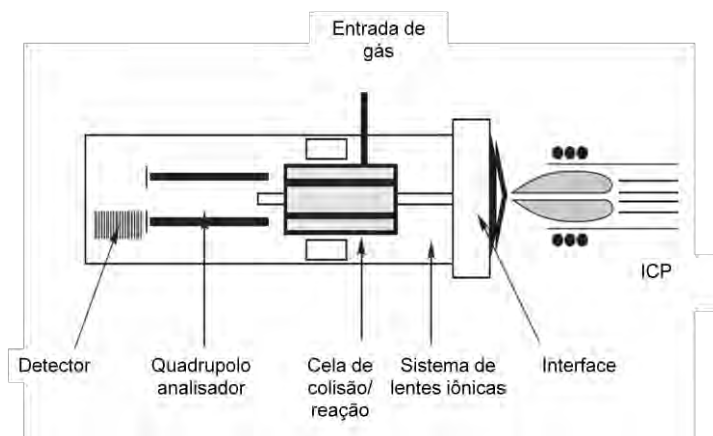 Entrada de
gás
ICP
Detector
Quadrupolo
analisador
Cela de
colisão/
reação
Sistema de
lentes iônicas
Interface